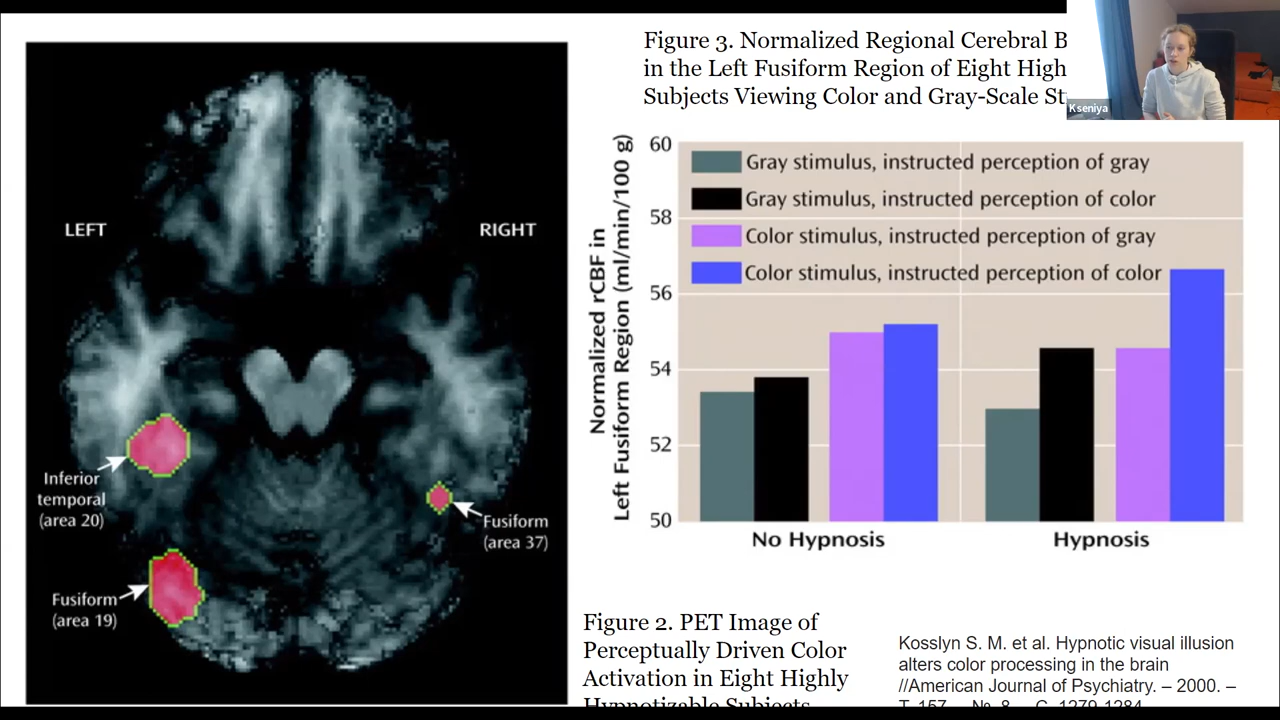 Figure 3. Normalized Regional Cerebral B
in the Left Fusiform Region of Eight High
Subjects Viewing Color and Gray-Scale St
Kseniya
LEFT
RIGHT
Inferior
temporal
(area 20)
Fusiform
(area 37)
Fusiform
(area 19)
Normalized rCBF in
Left Fusiform Region (ml/min/100 g)
60
58
56
54
52
50
Gray stimulus, instructed perception of gray
Gray stimulus, instructed perception of color
Color stimulus, instructed perception of gray
Color stimulus, instructed perception of color
No Hypnosis
Hypnosis
Figure 2. PET Image of
Perceptually Driven Color
Activation in Eight Highly
Hypnotizable Subjects
Kosslyn S. M. et al. Hypnotic visual illusion
alters color processing in the brain
//American Journal of Psychiatry. – 2000. –
T. 157. – №. 8. – С. 1279-1284.